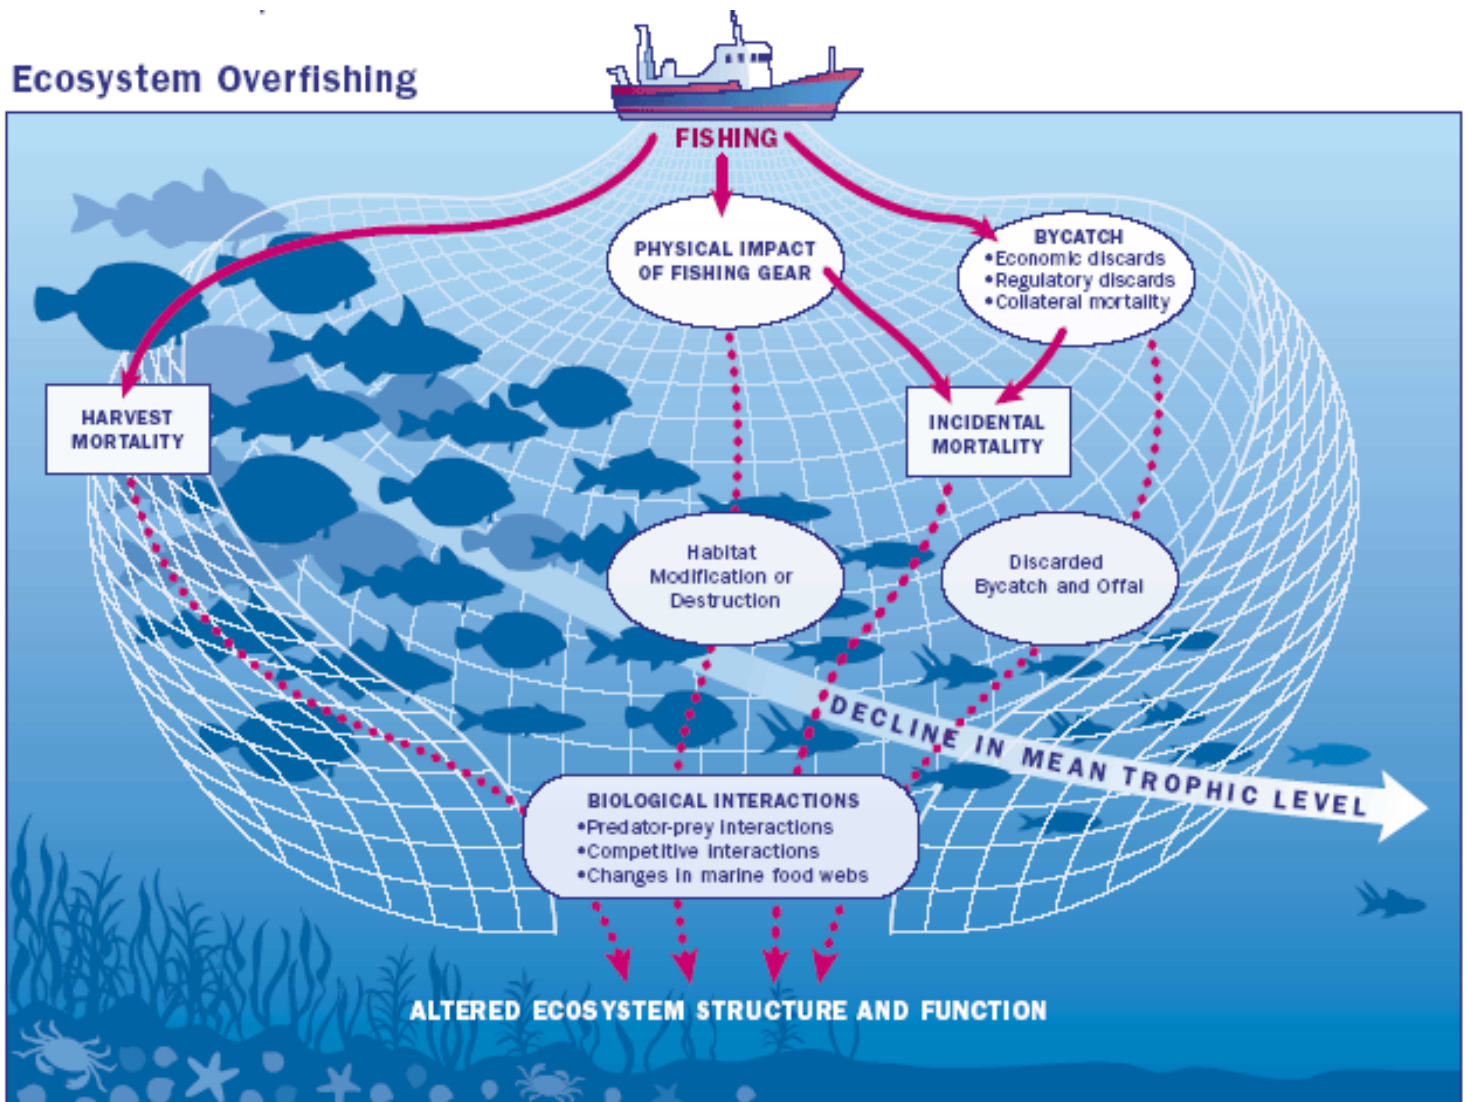 Ecosystem Overfishing
FISHING
PHYSICAL IMPACT
OF FISHING GEAR
BYCATCH
•Economic discards
•Regulatory discards
•Collateral mortality
HARVEST
MORTALITY
INCIDENTAL
MORTALITY
Habitat
Modification or
Destruction
Discarded
Bycatch and Offal
DECLINE IN MEAN TROPHIC LEVEL
BIOLOGICAL INTERACTIONS
•Predator-prey interactions
•Competitive interactions
•Changes in marine food webs
ALTERED ECOSYSTEM STRUCTURE AND FUNCTION